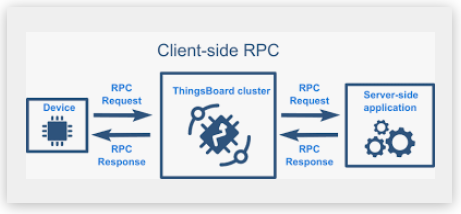 Client-side RPC
Device
RPC
Request
ThingsBoard cluster
RPC
Request
Server-side
application
RPC
Response
RPC
Response